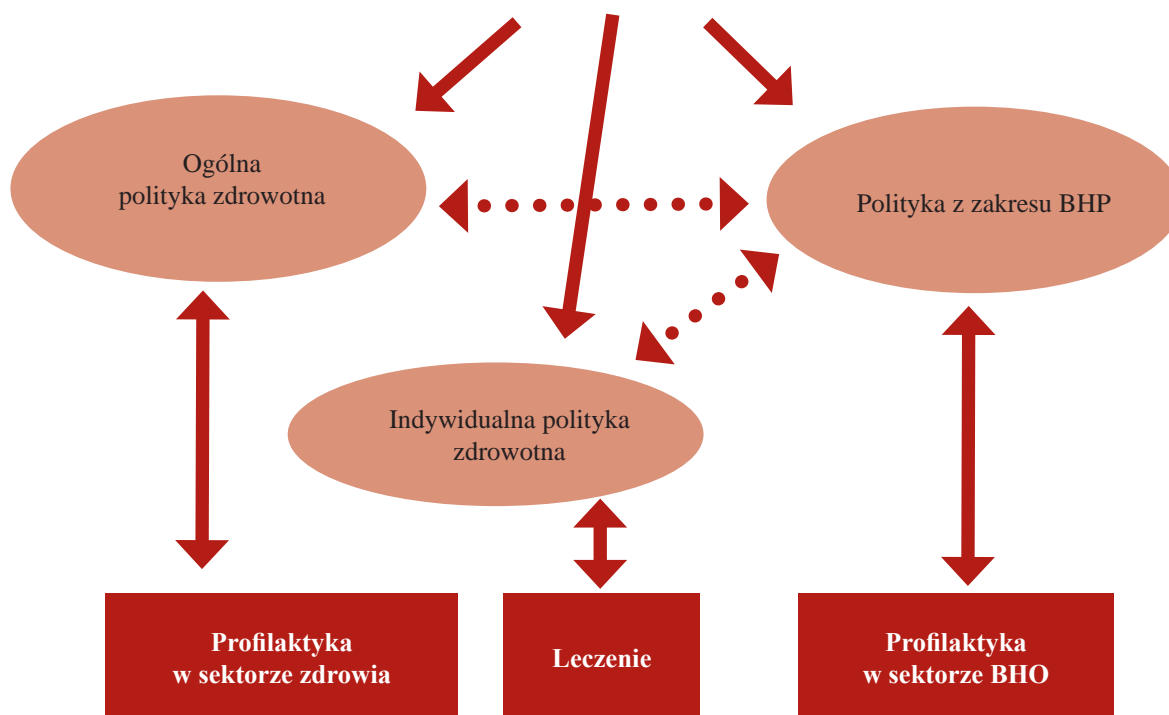 Ogólna
polityka zdrowotna
Polityka z zakresu BHP
Indywidualna polityka
zdrowotna
Profilaktyka
w sektorze zdrowia
Leczenie
Profilaktyka
w sektorze BHO